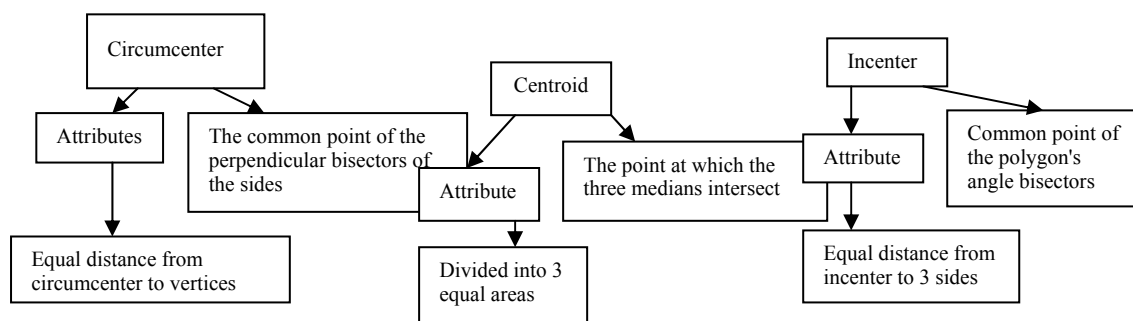 Circumcenter
Centroid
Incenter
Attributes
The common point of the
perpendicular bisectors of
the sides
Attribute
The point at which the
three medians intersect
Attribute
Common point of
the polygon's
angle bisectors
Equal distance from
circumcenter to vertices
Divided into 3
equal areas
Equal distance from
incenter to 3 sides